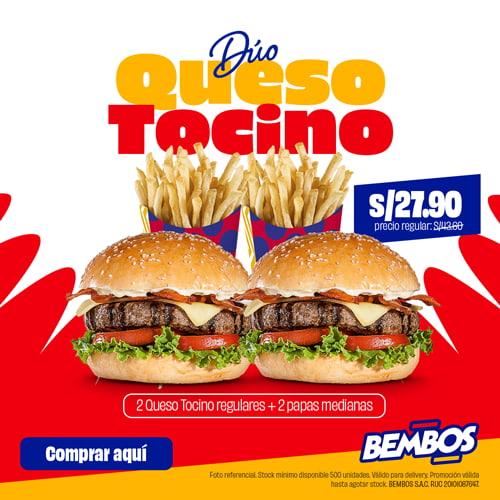 Dúo
Queso
Tocino
S/27.90
precio regular: S/43.80
2 Queso Tocino regulares + 2 papas medianas
BEMBOS
Comprar aquí
Foto referencial. Stock mínimo disponible 500 unidades. Válido para delivery. Promoción válida
hasta agotar stock. BEMBOS S.A.C. RUC 20101087647.